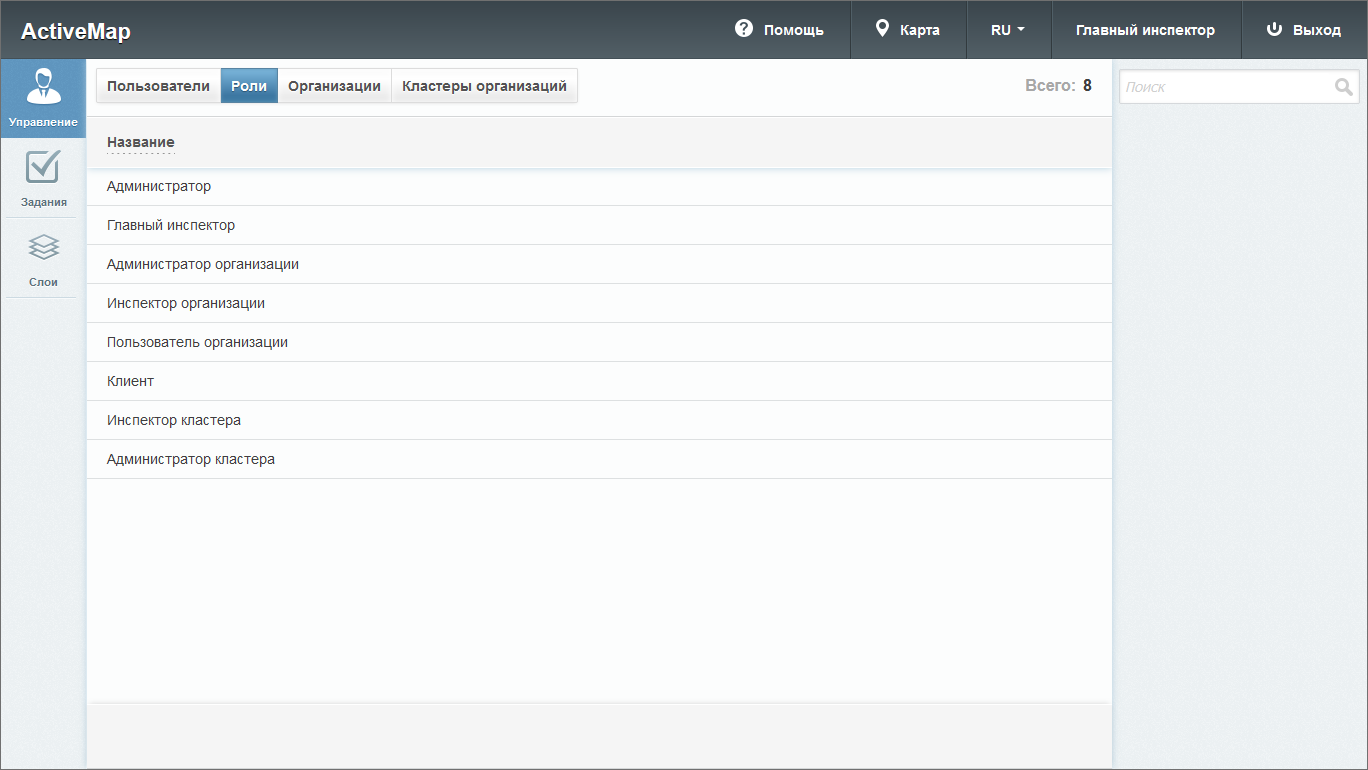 ActiveMap
Помощь
Карта
RU
Главный инспектор
Выход
Управление
Задания
Слои
Пользователи
Роли
Организации
Кластеры организаций
Всего: 8
Поиск
Название
Администратор
Главный инспектор
Администратор организации
Инспектор организации
Пользователь организации
Клиент
Инспектор кластера
Администратор кластера